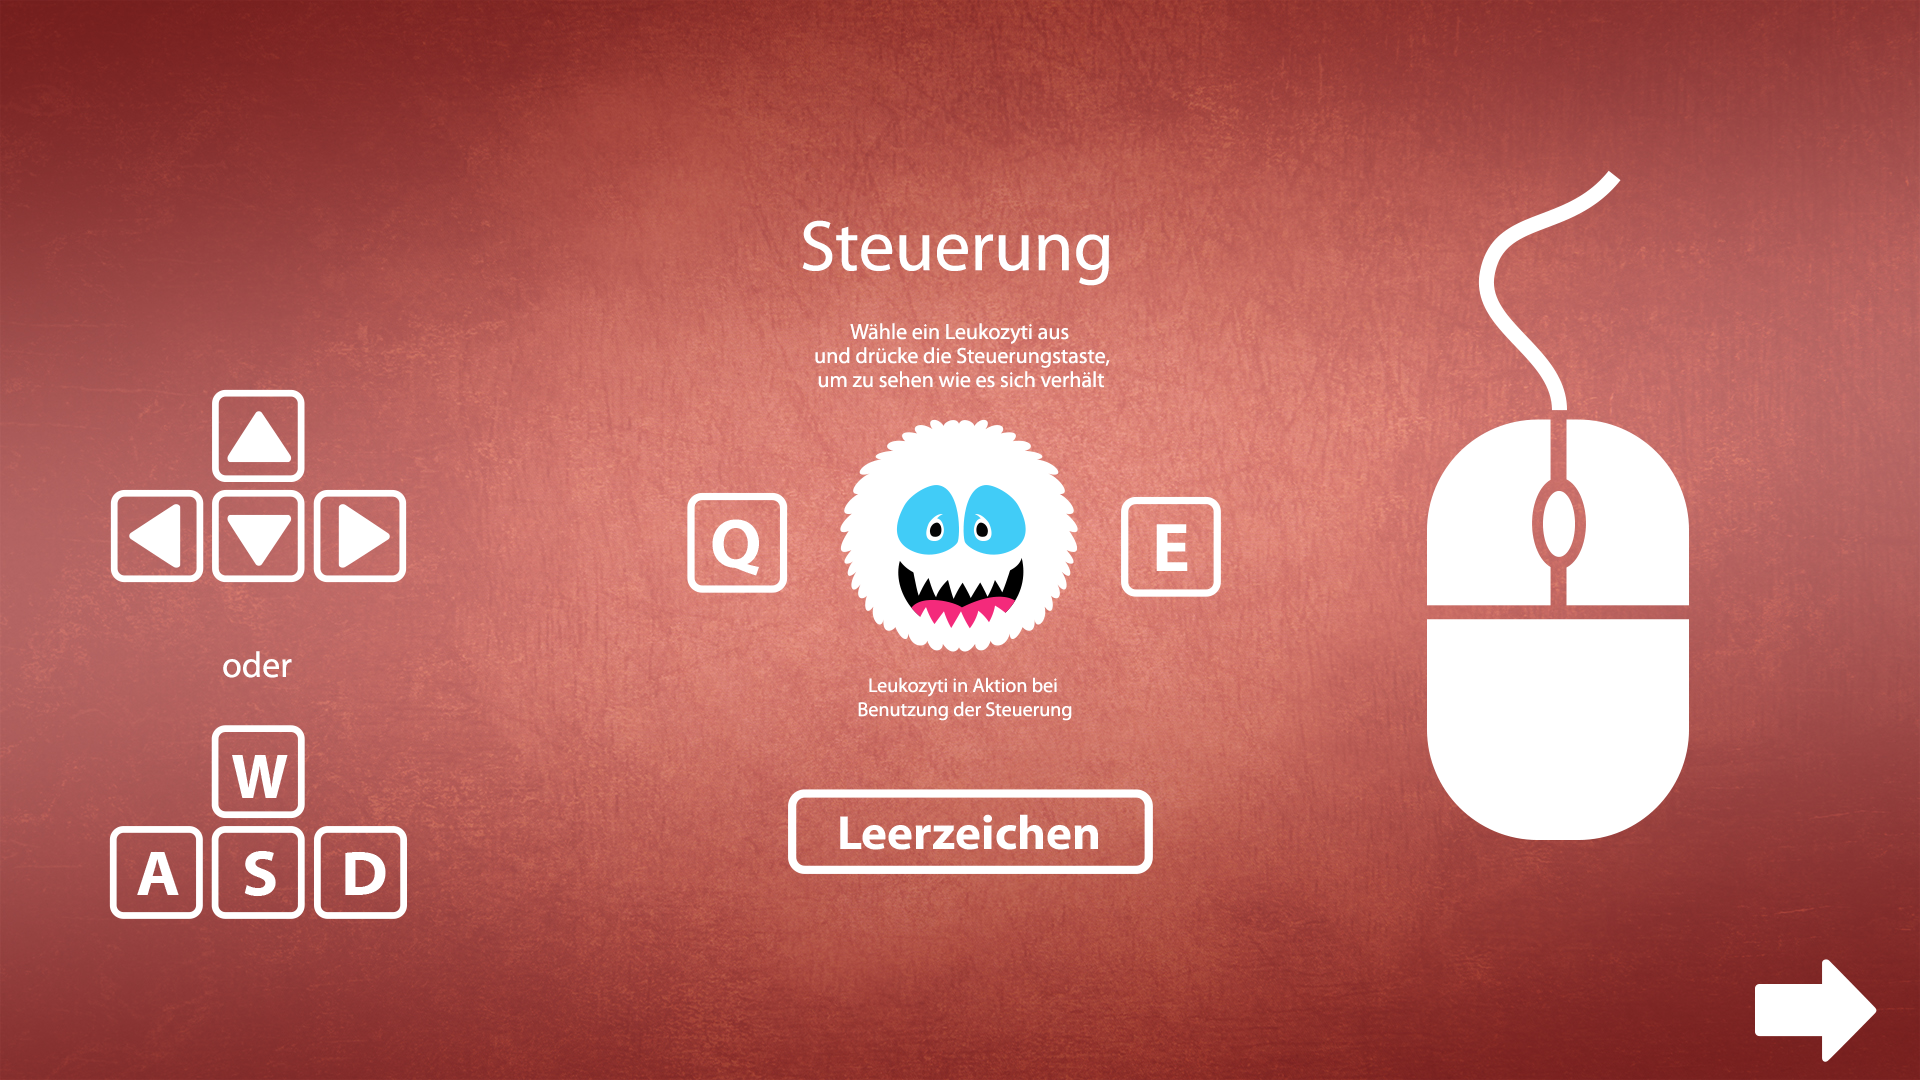 Steuerung
Wähle ein Leukozyti aus
und drücke die Steuerungstaste,
um zu sehen wie es sich verhält
Q
E
oder
Leukozyti in Aktion bei
Benutzung der Steuerung
W
A S D
Leerzeichen